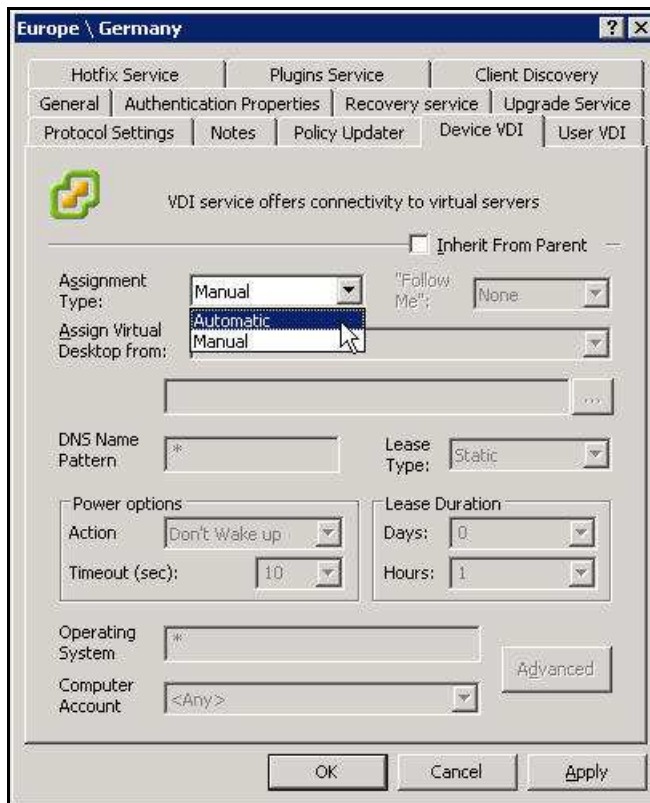 Europe \ Germany
Hotfix Service Plugins Service Client Discovery
General Authentication Properties Recovery service Upgrade Service
Protocol Settings Notes Policy Updater Device VDI User VDI
VDI service offers connectivity to virtual servers
Inherit From Parent
Assignment Type: Manual "Follow Me": None
Automatic
Manual
Assign Virtual Desktop from:
...
DNS Name Pattern * Lease Type: Static
Power options Lease Duration
Action Don't Wake up Days: 0
Timeout (sec): 10 Hours: 1
Operating System *
Advanced
Computer Account <Any>
OK Cancel Apply